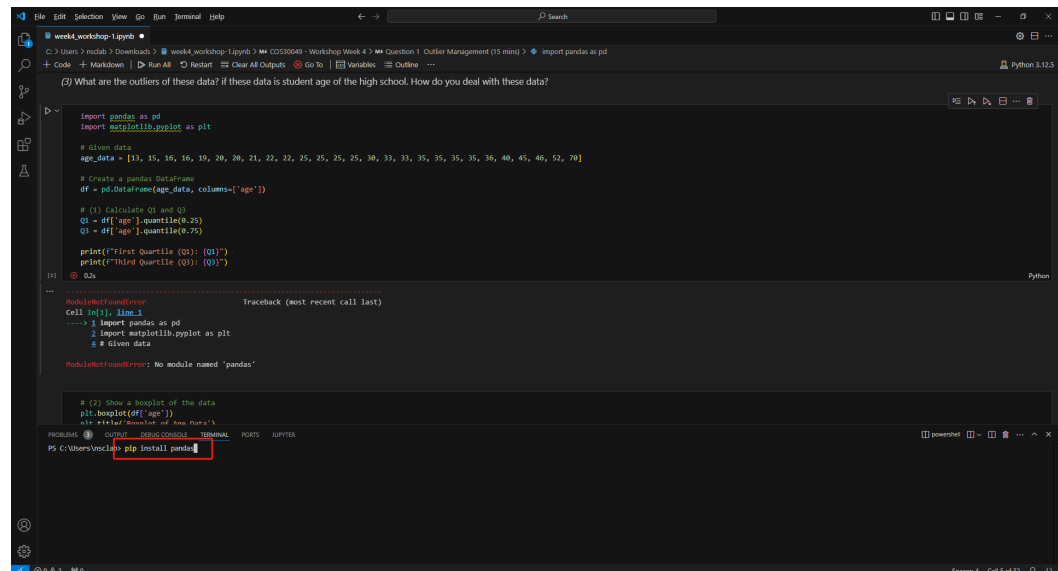 File Edit Selection View Go Run Terminal Help
Search
week4_workshop-1.ipynb
C: > Users > nsclab > Downloads > week4_workshop-1.ipynb > M+ COS30049 - Workshop Week 4 > M+ Question 1 Outlier Management (15 mins) > import pandas as pd
+ Code + Markdown | Run All Restart Clear All Outputs Go To | Variables Outline ...
Python 3.12.5
(3) What are the outliers of these data? if these data is student age of the high school. How do you deal with these data?
import pandas as pd
import matplotlib.pyplot as plt
# Given data
age_data = [13, 15, 16, 16, 19, 20, 20, 21, 22, 22, 25, 25, 25, 25, 30, 33, 33, 35, 35, 35, 35, 36, 40, 45, 46, 52, 70]
# Create a pandas DataFrame
df = pd.DataFrame(age_data, columns=['age'])
# (1) Calculate Q1 and Q3
Q1 = df['age'].quantile(0.25)
Q3 = df['age'].quantile(0.75)
print(f"First Quartile (Q1): {Q1}")
print(f"Third Quartile (Q3): {Q3}")
[1] 0.2s Python
...
---------------------------------------------------------------------------
ModuleNotFoundError Traceback (most recent call last)
Cell In[1], line 1
----> 1 import pandas as pd
2 import matplotlib.pyplot as plt
4 # Given data
ModuleNotFoundError: No module named 'pandas'
# (2) Show a boxplot of the data
plt.boxplot(df['age'])
plt.title('Boxplot of Age Data')
PROBLEMS 3 OUTPUT DEBUG CONSOLE TERMINAL PORTS JUPYTER
powershell
PS C:\Users\nsclab> pip install pandas